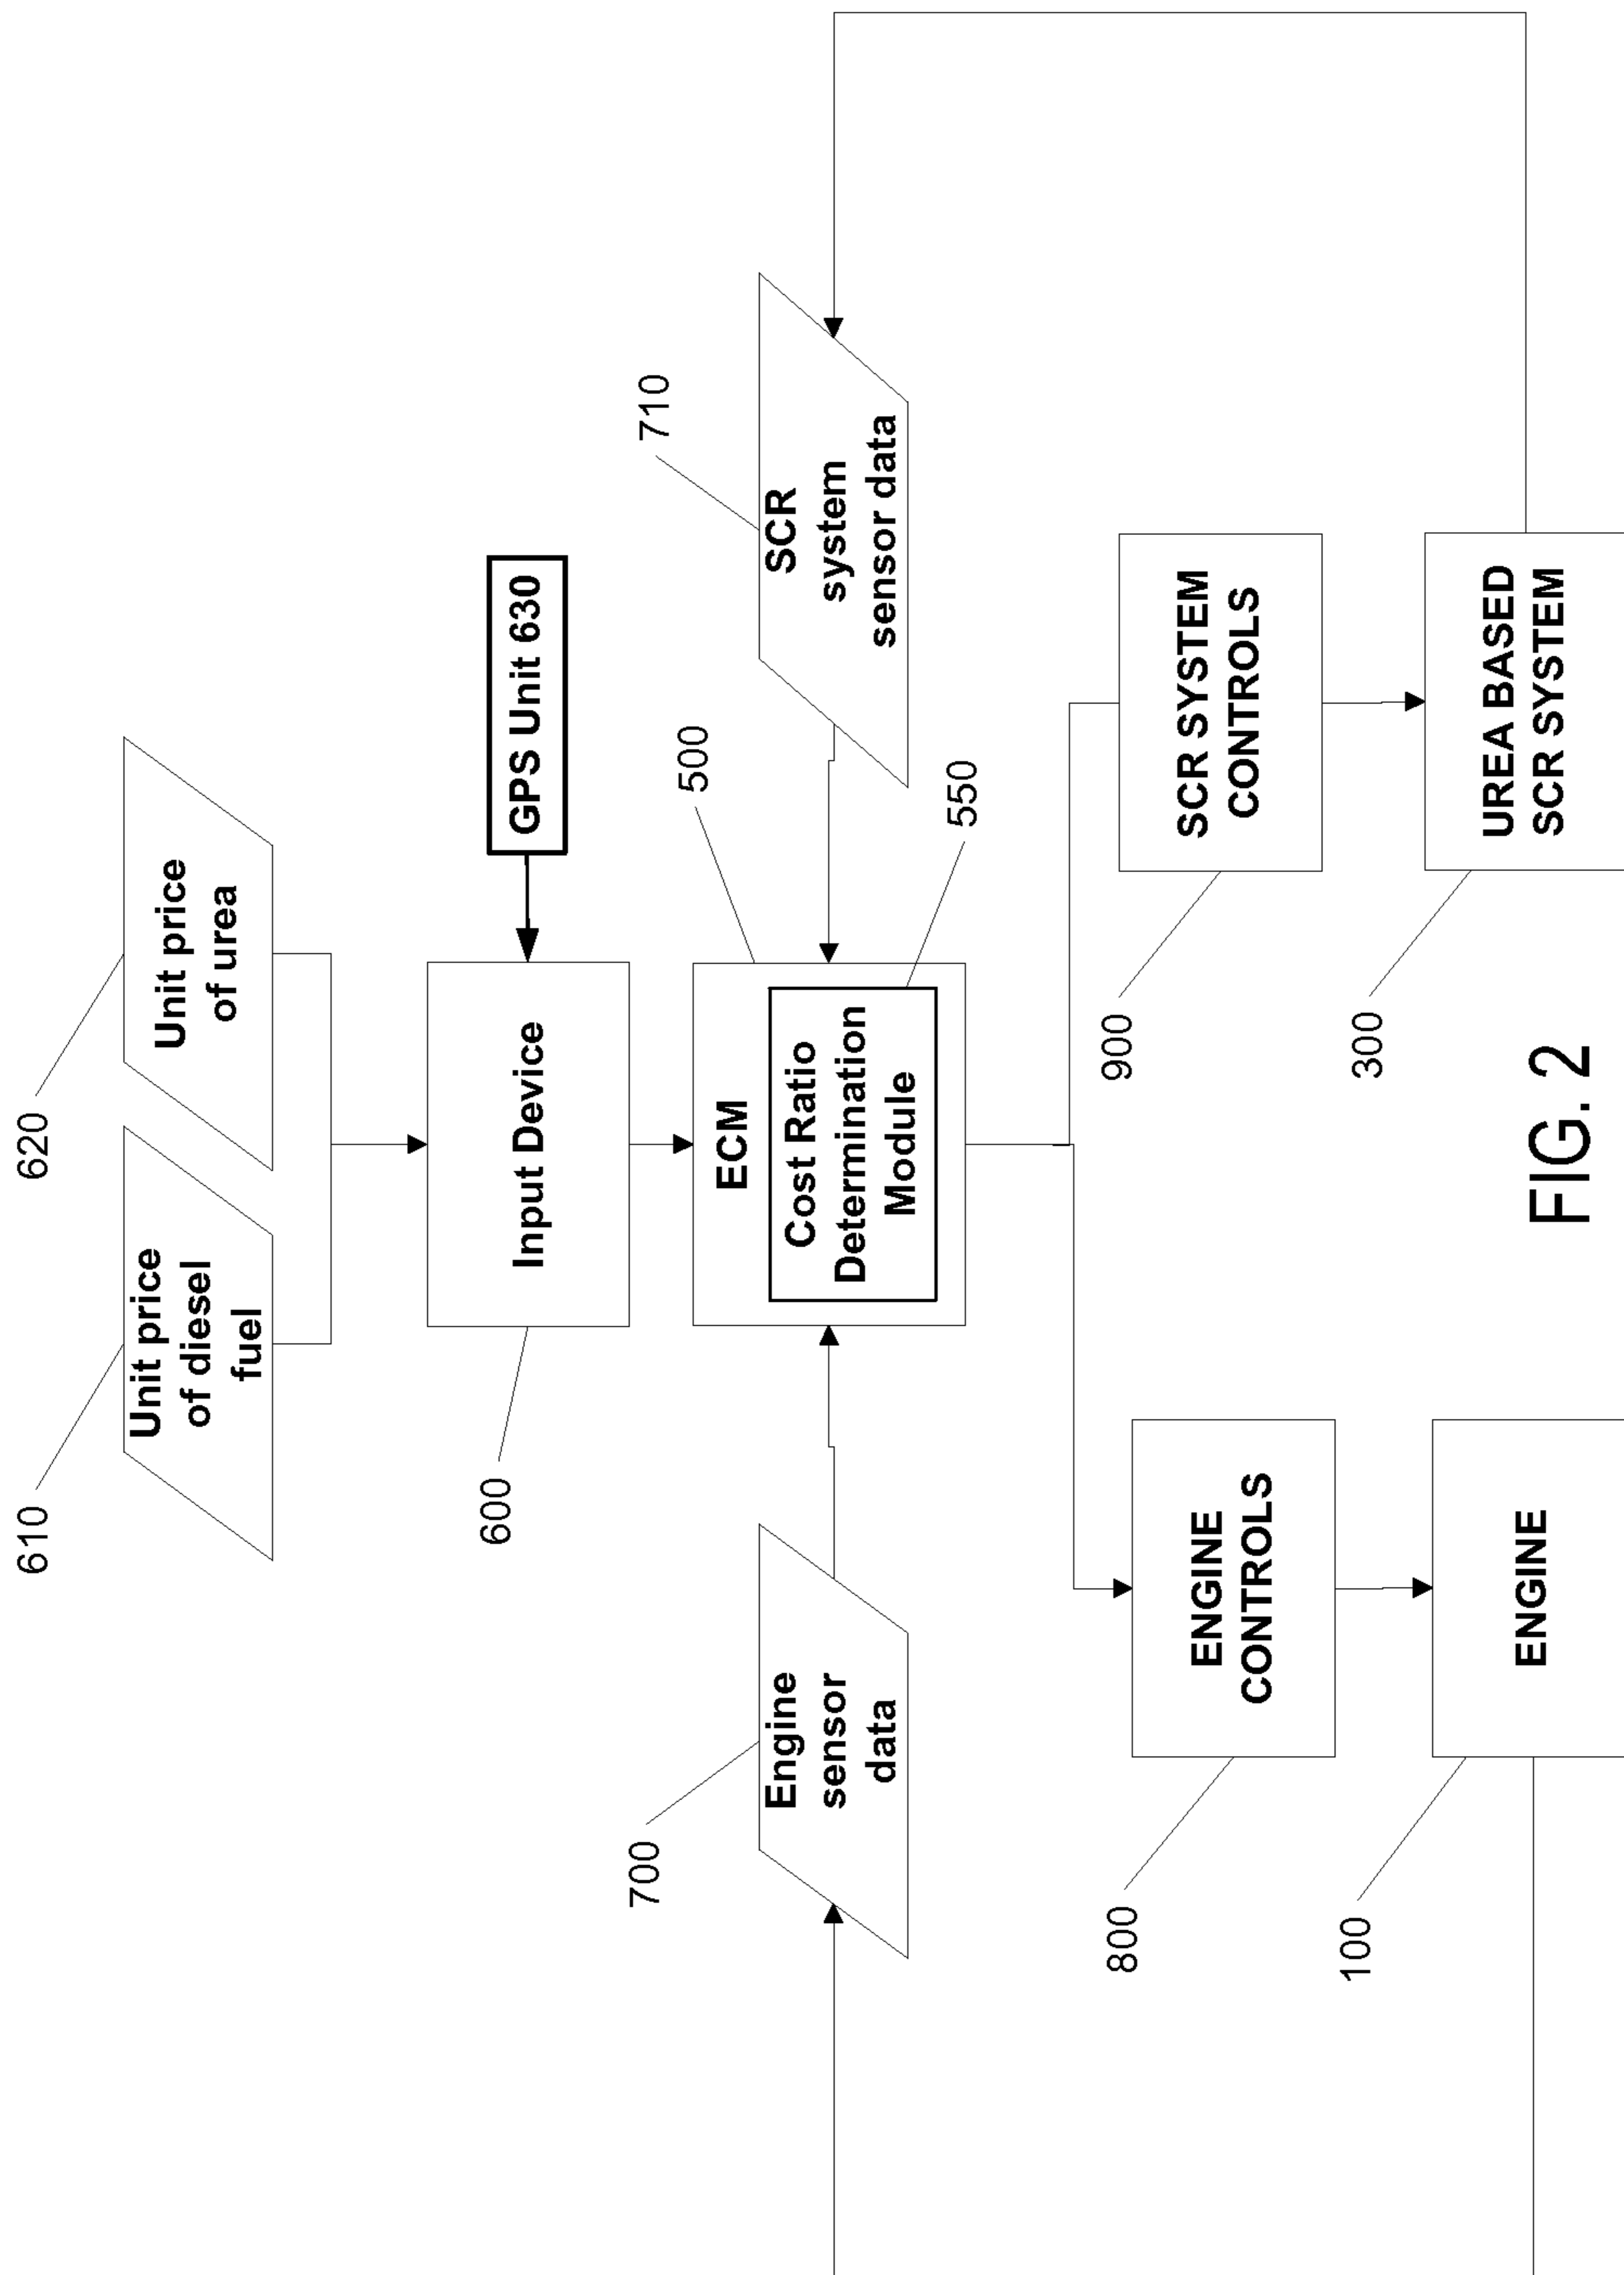 610
620
Unit price
of diesel
fuel
Unit price
of urea
600
Input Device
GPS Unit 630
700
Engine
sensor
data
500
ECM
Cost Ratio
Determination
Module
550
710
SCR
system
sensor data
800
ENGINE
CONTROLS
900
SCR SYSTEM
CONTROLS
100
ENGINE
300
UREA BASED
SCR SYSTEM
FIG. 2